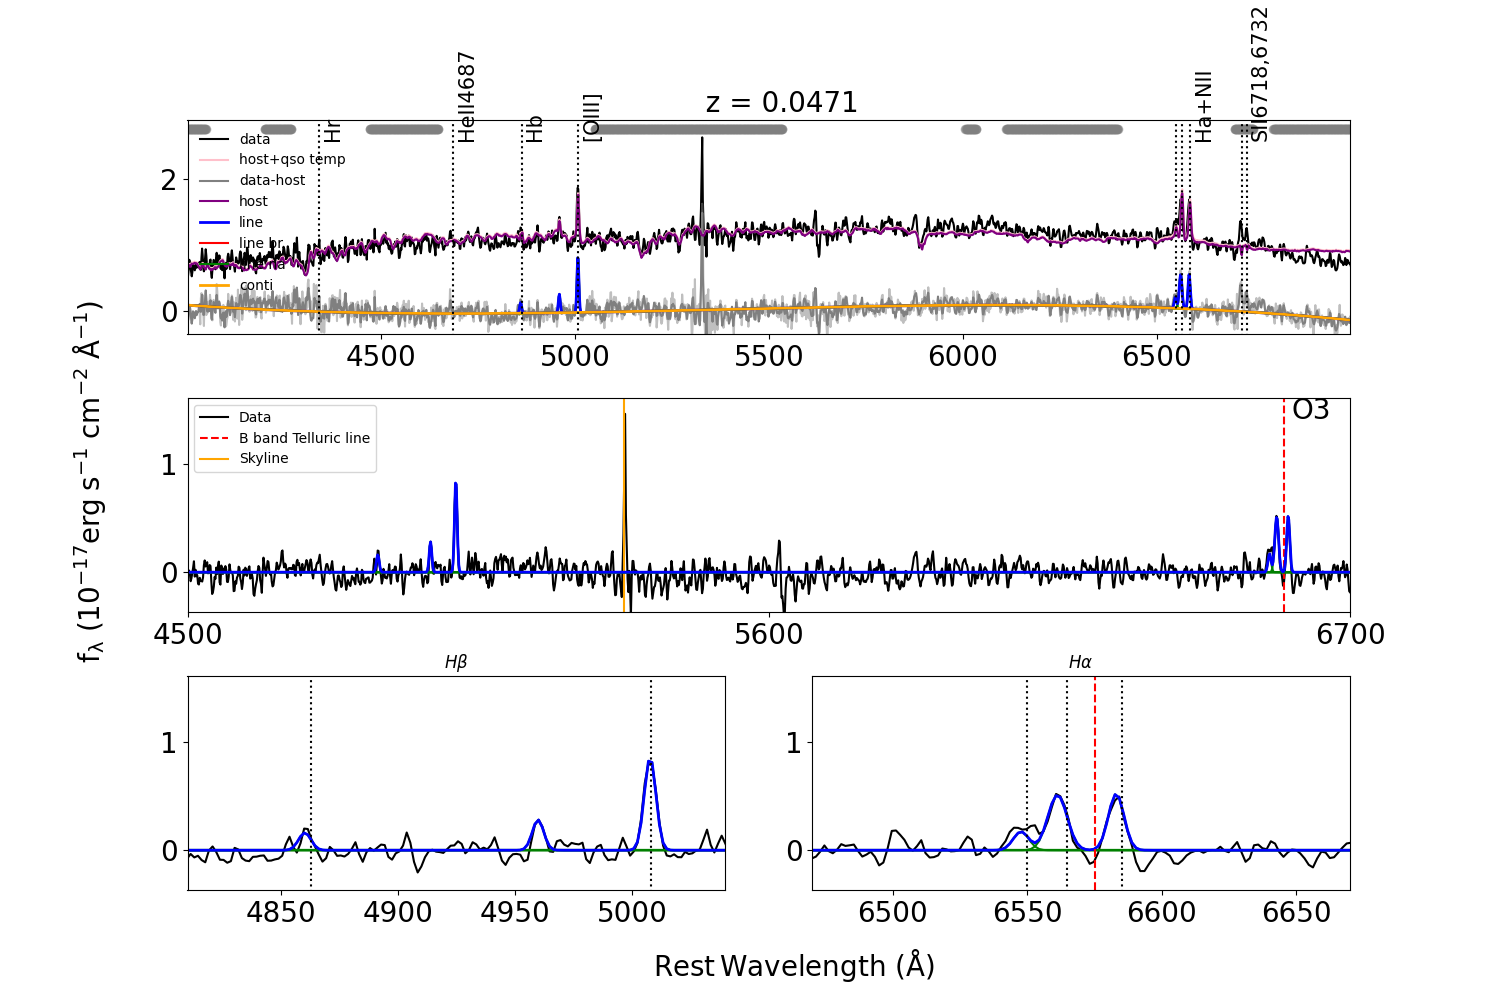 z = 0.0471
Hr
HeII4687
Hb
[OIII]
Ha+NII
SII6718,6732
data
host+qso temp
data-host
host
line
line br
conti
2
0
4500
5000
5500
6000
6500
fλ (10⁻¹⁷erg s⁻¹ cm⁻² Å⁻¹)
Data
B band Telluric line
Skyline
O3
1
0
4500
5600
6700
Hβ
1
0
4850
4900
4950
5000
Hα
1
0
6500
6550
6600
6650
Rest Wavelength (Å)